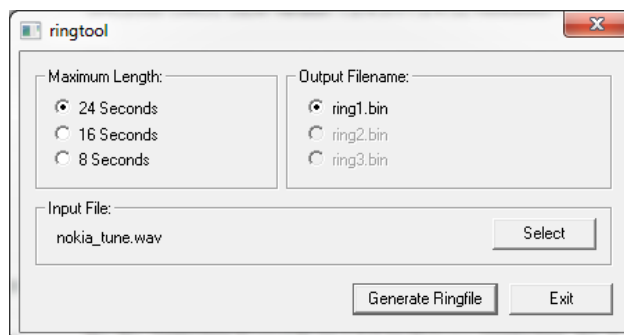 ringtool
Maximum Length:
24 Seconds
16 Seconds
8 Seconds
Output Filename:
ring1.bin
ring2.bin
ring3.bin
Input File:
nokia_tune.wav
Select
Generate Ringfile
Exit